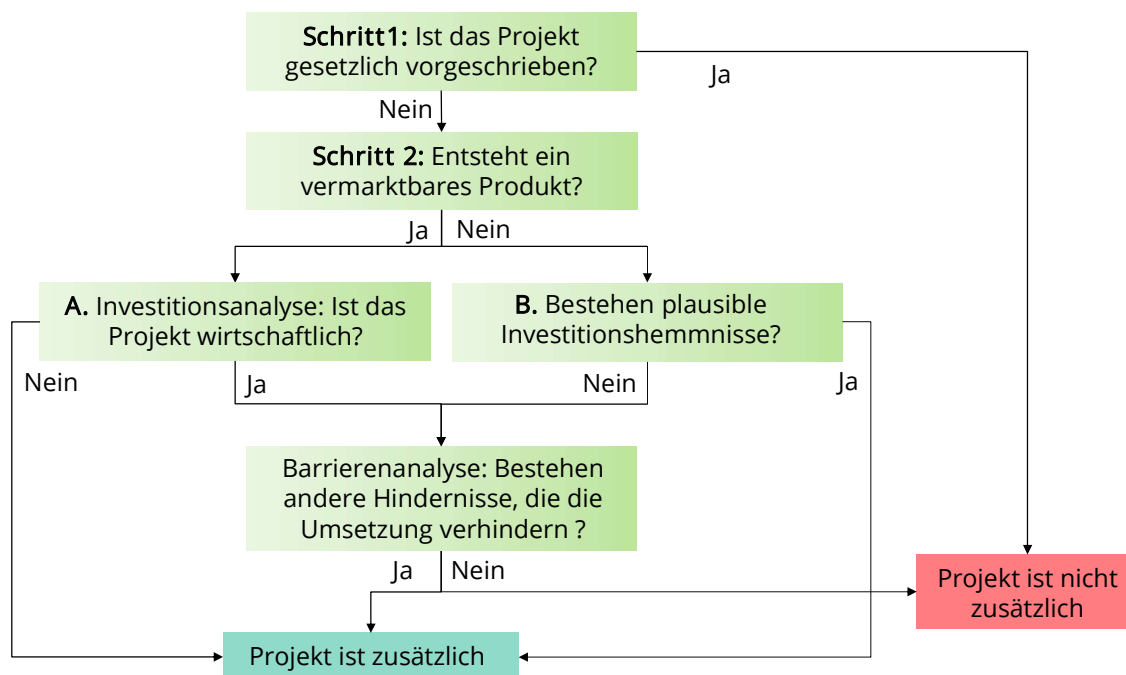 Schritt1: Ist das Projekt
gesetzlich vorgeschrieben?
Ja
Nein
Schritt 2: Entsteht ein
vermarktbares Produkt?
Ja
Nein
A. Investitionsanalyse: Ist das
Projekt wirtschaftlich?
B. Bestehen plausible
Investitionshemmnisse?
Nein
Ja
Nein
Ja
Barrierenanalyse: Bestehen
andere Hindernisse, die die
Umsetzung verhindern ?
Ja
Nein
Projekt ist nicht
zusätzlich
Projekt ist zusätzlich